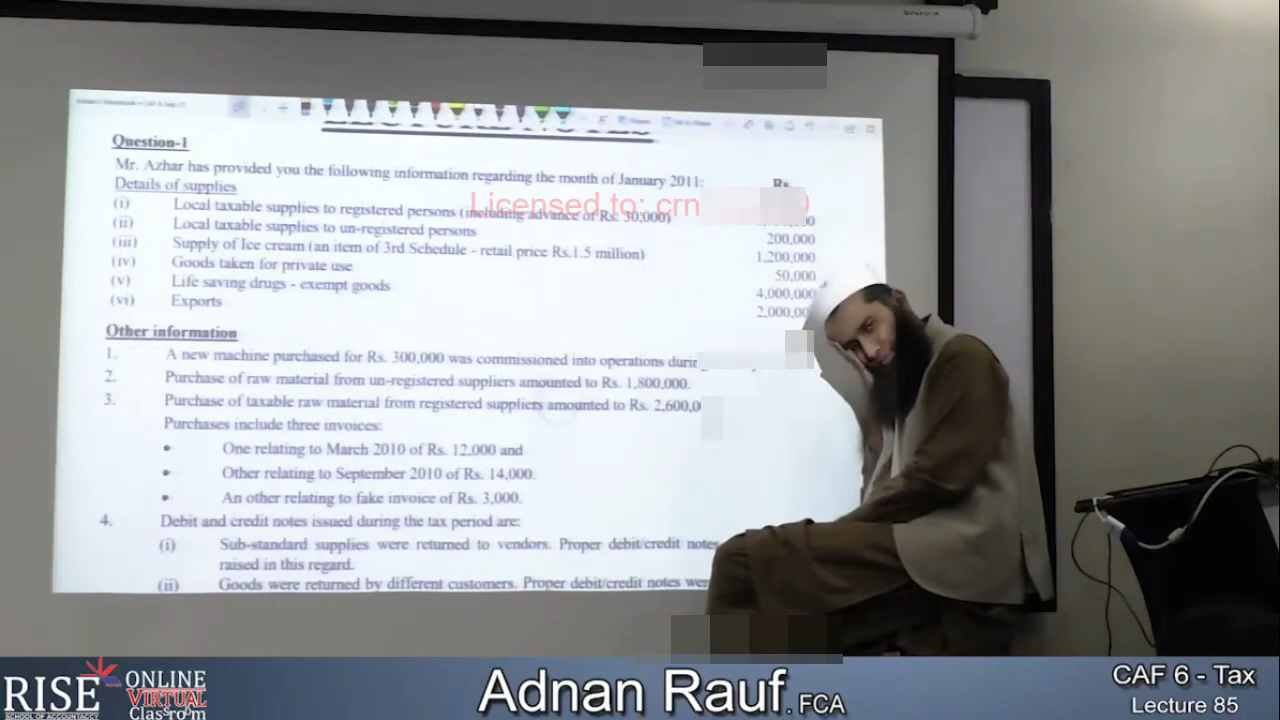 Question-1
Mr. Azhar has provided you the following information regarding the month of January 2011:
Rs.
Details of supplies
(i) Local taxable supplies to registered persons (including advance of Rs. 30,000)
Licensed to: crn
(ii) Local taxable supplies to un-registered persons 200,000
(iii) Supply of Ice cream (an item of 3rd Schedule - retail price Rs.1.5 million) 1,200,000
(iv) Goods taken for private use 50,000
(v) Life saving drugs - exempt goods 4,000,000
(vi) Exports
Other information
1. A new machine purchased for Rs. 300,000 was commissioned into operations
2. Purchase of raw material from un-registered suppliers amounted to Rs. 1,800,000.
3. Purchase of taxable raw material from registered suppliers amounted to Rs.
Purchases include three invoices:
• One relating to March 2010 of Rs. 12,000 and
• Other relating to September 2010 of Rs. 14,000.
• An other relating to fake invoice of Rs. 3,000.
4. Debit and credit notes issued during the tax period are:
(i) Sub-standard supplies were returned to vendors. Proper debit/credit notes
raised in this regard.
(ii) Goods were returned by different customers. Proper debit/credit notes
RISE
SCHOOL OF ACCOUNTANCY
ONLINE
VIRTUAL
Classroom
Adnan Rauf. FCA
CAF 6 - Tax
Lecture 85